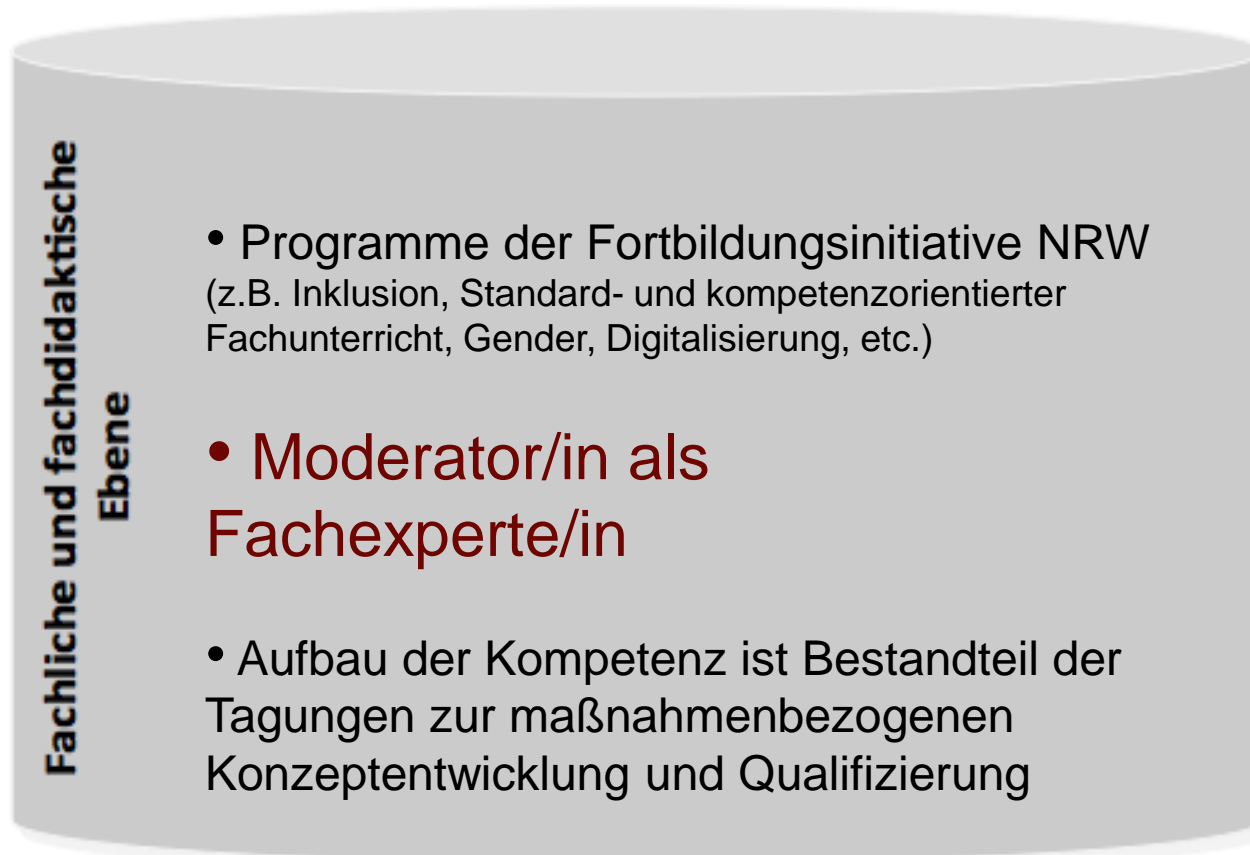 Fachliche und fachdidaktische
Ebene
• Programme der Fortbildungsinitiative NRW
(z.B. Inklusion, Standard- und kompetenzorientierter
Fachunterricht, Gender, Digitalisierung, etc.)
• Moderator/in als
Fachexperte/in
• Aufbau der Kompetenz ist Bestandteil der
Tagungen zur maßnahmenbezogenen
Konzeptentwicklung und Qualifizierung